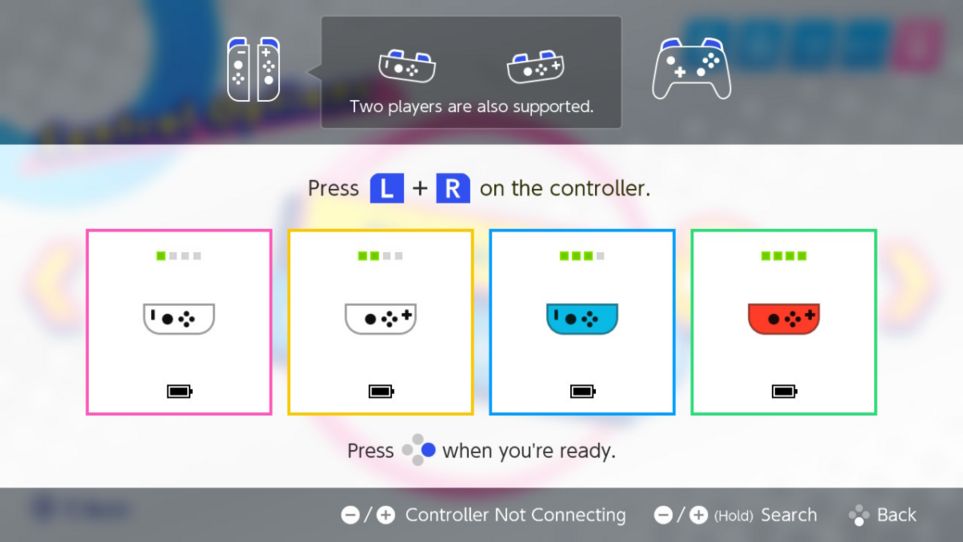 Two players are also supported.
Press L + R on the controller.
Press when you're ready.
−/+ Controller Not Connecting −/+ (Hold) Search Back